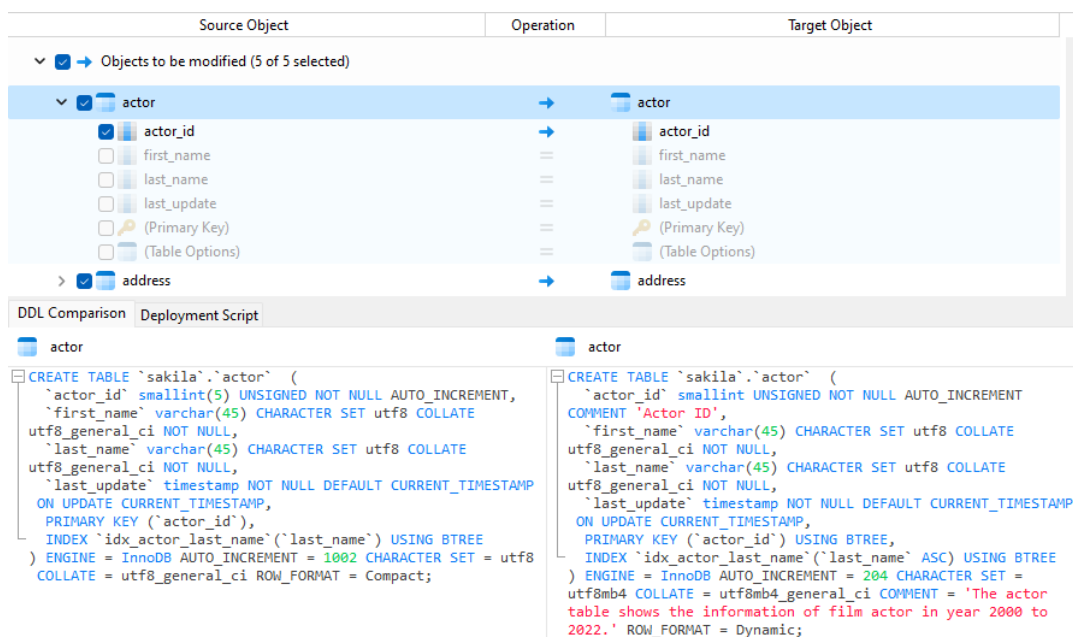 Source Object Operation Target Object
Objects to be modified (5 of 5 selected)
actor actor
actor_id actor_id
first_name = first_name
last_name = last_name
last_update = last_update
(Primary Key) = (Primary Key)
(Table Options) = (Table Options)
address address
DDL Comparison Deployment Script
actor
CREATE TABLE `sakila`.`actor`  (
  `actor_id` smallint(5) UNSIGNED NOT NULL AUTO_INCREMENT,
  `first_name` varchar(45) CHARACTER SET utf8 COLLATE
utf8_general_ci NOT NULL,
  `last_name` varchar(45) CHARACTER SET utf8 COLLATE
utf8_general_ci NOT NULL,
  `last_update` timestamp NOT NULL DEFAULT CURRENT_TIMESTAMP
ON UPDATE CURRENT_TIMESTAMP,
  PRIMARY KEY (`actor_id`),
  INDEX `idx_actor_last_name`(`last_name`) USING BTREE
) ENGINE = InnoDB AUTO_INCREMENT = 1002 CHARACTER SET = utf8
COLLATE = utf8_general_ci ROW_FORMAT = Compact;
actor
CREATE TABLE `sakila`.`actor`  (
  `actor_id` smallint UNSIGNED NOT NULL AUTO_INCREMENT
COMMENT 'Actor ID',
  `first_name` varchar(45) CHARACTER SET utf8 COLLATE
utf8_general_ci NOT NULL,
  `last_name` varchar(45) CHARACTER SET utf8 COLLATE
utf8_general_ci NOT NULL,
  `last_update` timestamp NOT NULL DEFAULT CURRENT_TIMESTAMP
ON UPDATE CURRENT_TIMESTAMP,
  PRIMARY KEY (`actor_id`) USING BTREE,
  INDEX `idx_actor_last_name`(`last_name` ASC) USING BTREE
) ENGINE = InnoDB AUTO_INCREMENT = 204 CHARACTER SET =
utf8mb4 COLLATE = utf8mb4_general_ci COMMENT = 'The actor
table shows the information of film actor in year 2000 to
2022.' ROW_FORMAT = Dynamic;